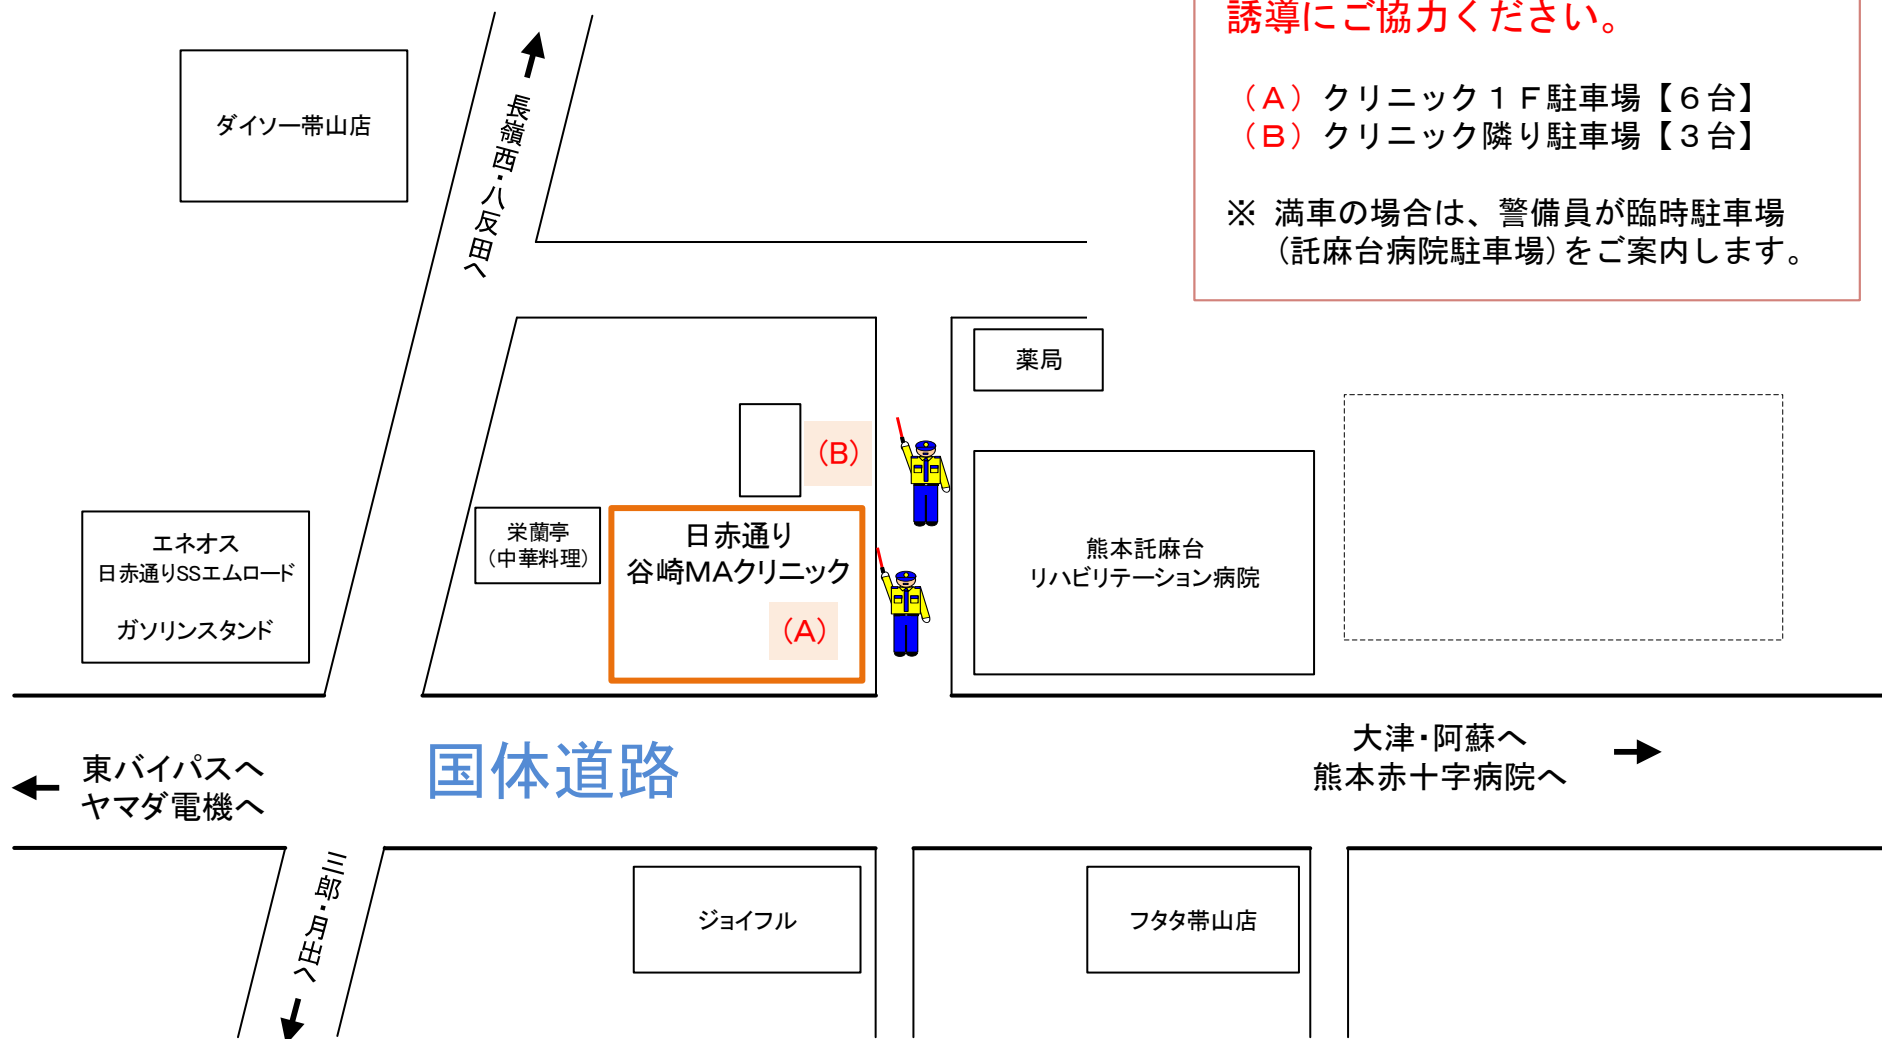 誘導にご協力ください。
（A）クリニック１Ｆ駐車場【６台】
（B）クリニック隣り駐車場【３台】
※ 満車の場合は、警備員が臨時駐車場
（託麻台病院駐車場）をご案内します。
ダイソー帯山店
長嶺西・八反田へ
薬局
（B）
栄蘭亭
（中華料理）
日赤通り
谷崎MAクリニック
（A）
熊本託麻台
リハビリテーション病院
エネオス
日赤通りSSエムロード
ガソリンスタンド
国体道路
東バイパスへ
ヤマダ電機へ
大津・阿蘇へ
熊本赤十字病院へ
三郎・月出へ
ジョイフル
フタタ帯山店